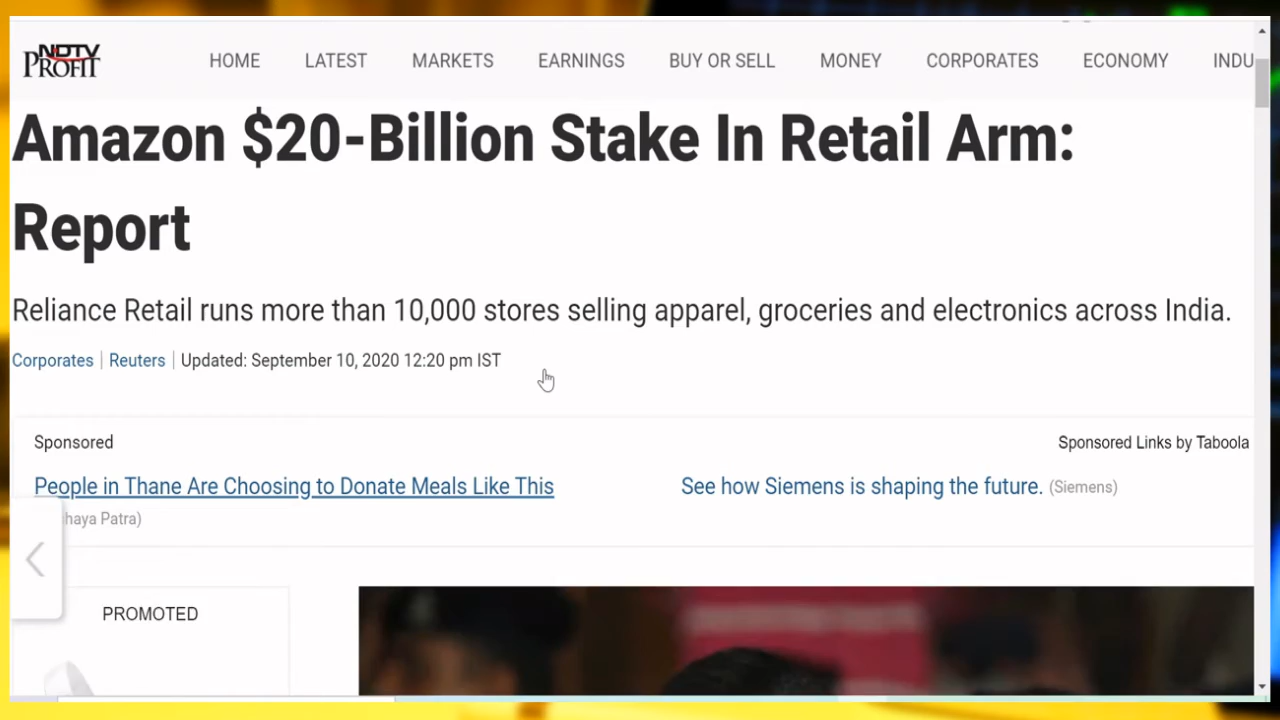 NDTV
PROFIT
HOME LATEST MARKETS EARNINGS BUY OR SELL MONEY CORPORATES ECONOMY INDU
Amazon $20-Billion Stake In Retail Arm:
Report
Reliance Retail runs more than 10,000 stores selling apparel, groceries and electronics across India.
Corporates | Reuters | Updated: September 10, 2020 12:20 pm IST
Sponsored Sponsored Links by Taboola
People in Thane Are Choosing to Donate Meals Like This See how Siemens is shaping the future. (Siemens)
haya Patra)
PROMOTED